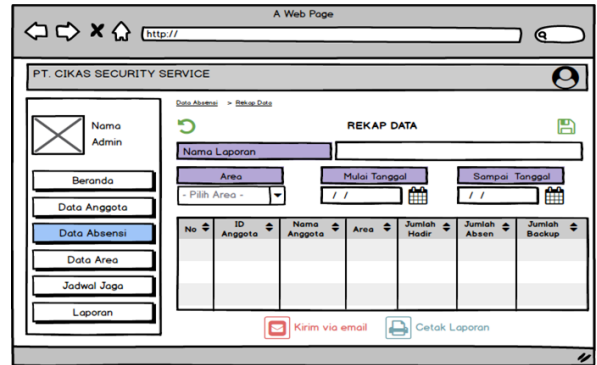 A Web Page
http://
PT. CIKAS SECURITY SERVICE
Data Absensi > Rekap Data
Nama
Admin
REKAP DATA
Nama Laporan
Area
Mulai Tanggal
Sampai Tanggal
- Pilih Area -
/ /
/ /
Beranda
Data Anggota
Data Absensi
Data Area
Jadwal Jaga
Laporan
No
ID Anggota
Nama Anggota
Area
Jumlah Hadir
Jumlah Absen
Jumlah Backup
Kirim via email
Cetak Laporan